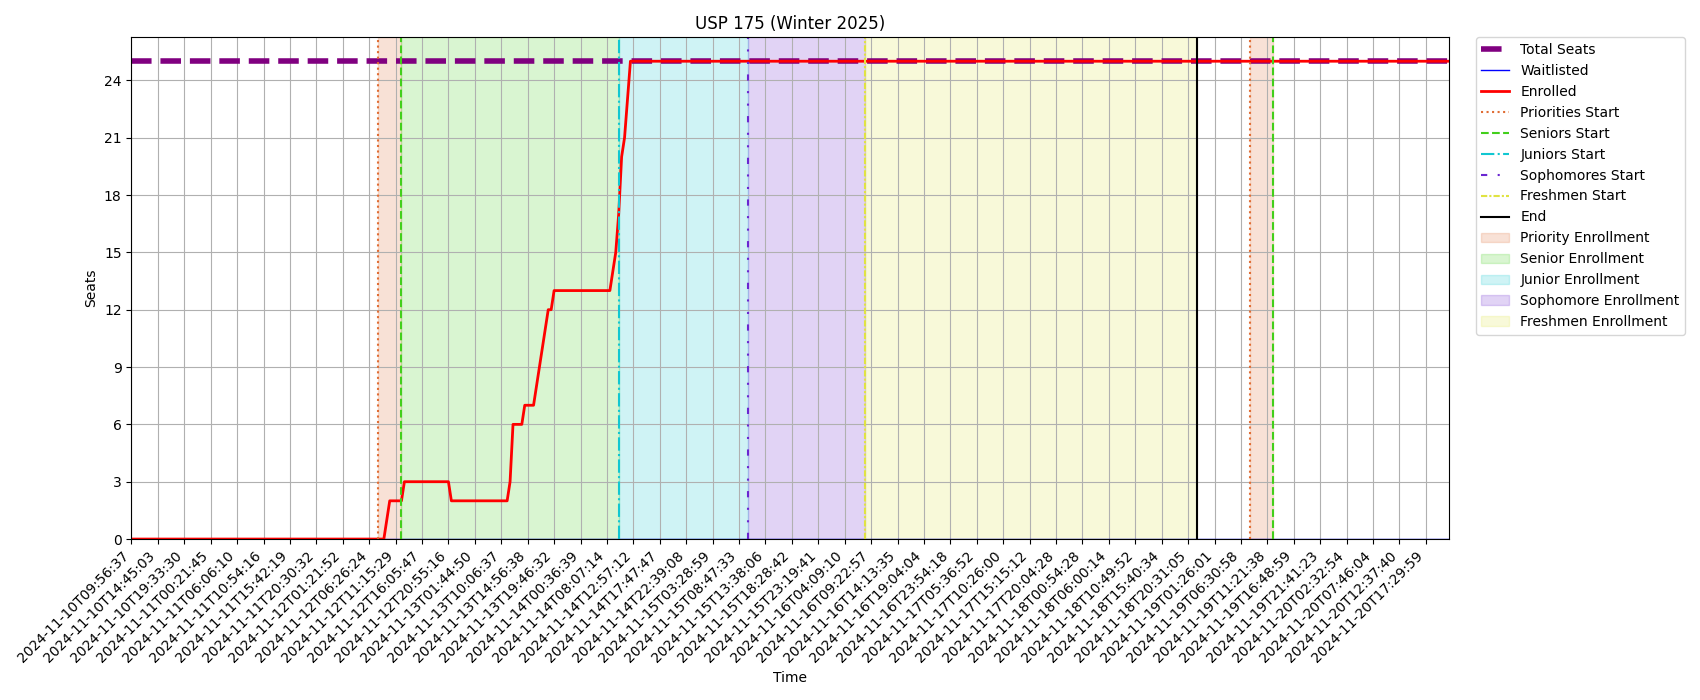 USP 175 (Winter 2025)
Total Seats
Waitlisted
Enrolled
Priorities Start
Seniors Start
Juniors Start
Sophomores Start
Freshmen Start
End
Priority Enrollment
Senior Enrollment
Junior Enrollment
Sophomore Enrollment
Freshmen Enrollment
Seats
24
21
18
15
12
9
6
3
0
2024-11-10T09:56:37
2024-11-10T14:45:03
2024-11-10T19:33:30
2024-11-11T00:21:45
2024-11-11T06:06:10
2024-11-11T10:54:16
2024-11-11T15:42:19
2024-11-11T20:30:32
2024-11-12T01:21:52
2024-11-12T06:26:24
2024-11-12T11:15:29
2024-11-12T16:05:47
2024-11-12T20:55:16
2024-11-13T01:44:50
2024-11-13T10:06:37
2024-11-13T14:56:38
2024-11-13T19:46:32
2024-11-14T00:36:39
2024-11-14T08:07:14
2024-11-14T12:57:12
2024-11-14T17:47:47
2024-11-14T22:39:08
2024-11-15T03:28:59
2024-11-15T08:47:33
2024-11-15T13:38:06
2024-11-15T18:28:42
2024-11-15T23:19:41
2024-11-16T04:09:10
2024-11-16T09:22:57
2024-11-16T14:13:35
2024-11-16T19:04:04
2024-11-16T23:54:18
2024-11-17T05:36:52
2024-11-17T10:26:00
2024-11-17T15:15:12
2024-11-17T20:04:28
2024-11-18T00:54:28
2024-11-18T06:00:14
2024-11-18T10:49:52
2024-11-18T15:40:34
2024-11-18T20:31:05
2024-11-19T01:26:01
2024-11-19T06:30:58
2024-11-19T11:21:38
2024-11-19T16:48:59
2024-11-19T21:41:23
2024-11-20T02:32:54
2024-11-20T07:46:04
2024-11-20T12:37:40
2024-11-20T17:29:59
Time